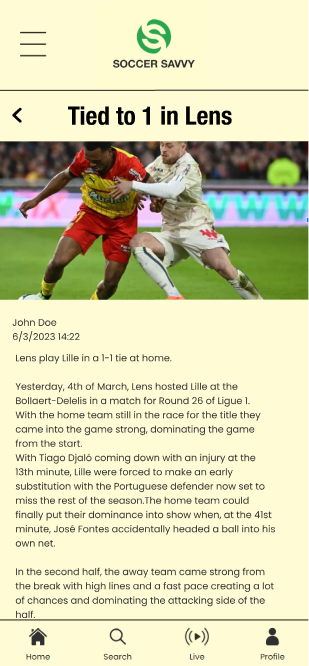 SOCCER SAVVY
Tied to 1 in Lens
John Doe
6/3/2023 14:22
Lens play Lille in a 1-1 tie at home.
Yesterday, 4th of March, Lens hosted Lille at the
Bollaert-Delelis in a match for Round 26 of Ligue 1.
With the home team still in the race for the title they
came into the game strong, dominating the game
from the start.
With Tiago Djaló coming down with an injury at the
13th minute, Lille were forced to make an early
substitution with the Portuguese defender now set to
miss the rest of the season.The home team could
finally put their dominance into show when, at the 41st
minute, José Fontes accidentally headed a ball into his
own net.
In the second half, the away team came strong from
the break with high lines and a fast pace creating a lot
of chances and dominating the attacking side of the
half.
Home
Search
Live
Profile